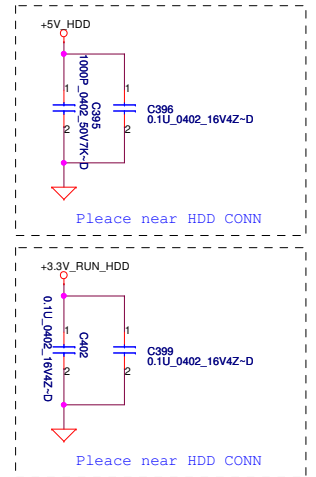 +5V_HDD
1
1
1000P_0402_50V7K~D
C395
C396
0.1U_0402_16V4Z~D
2
2
Pleace near HDD CONN
+3.3V_RUN_HDD
1
1
0.1U_0402_16V4Z~D
C402
C399
0.1U_0402_16V4Z~D
2
2
Pleace near HDD CONN